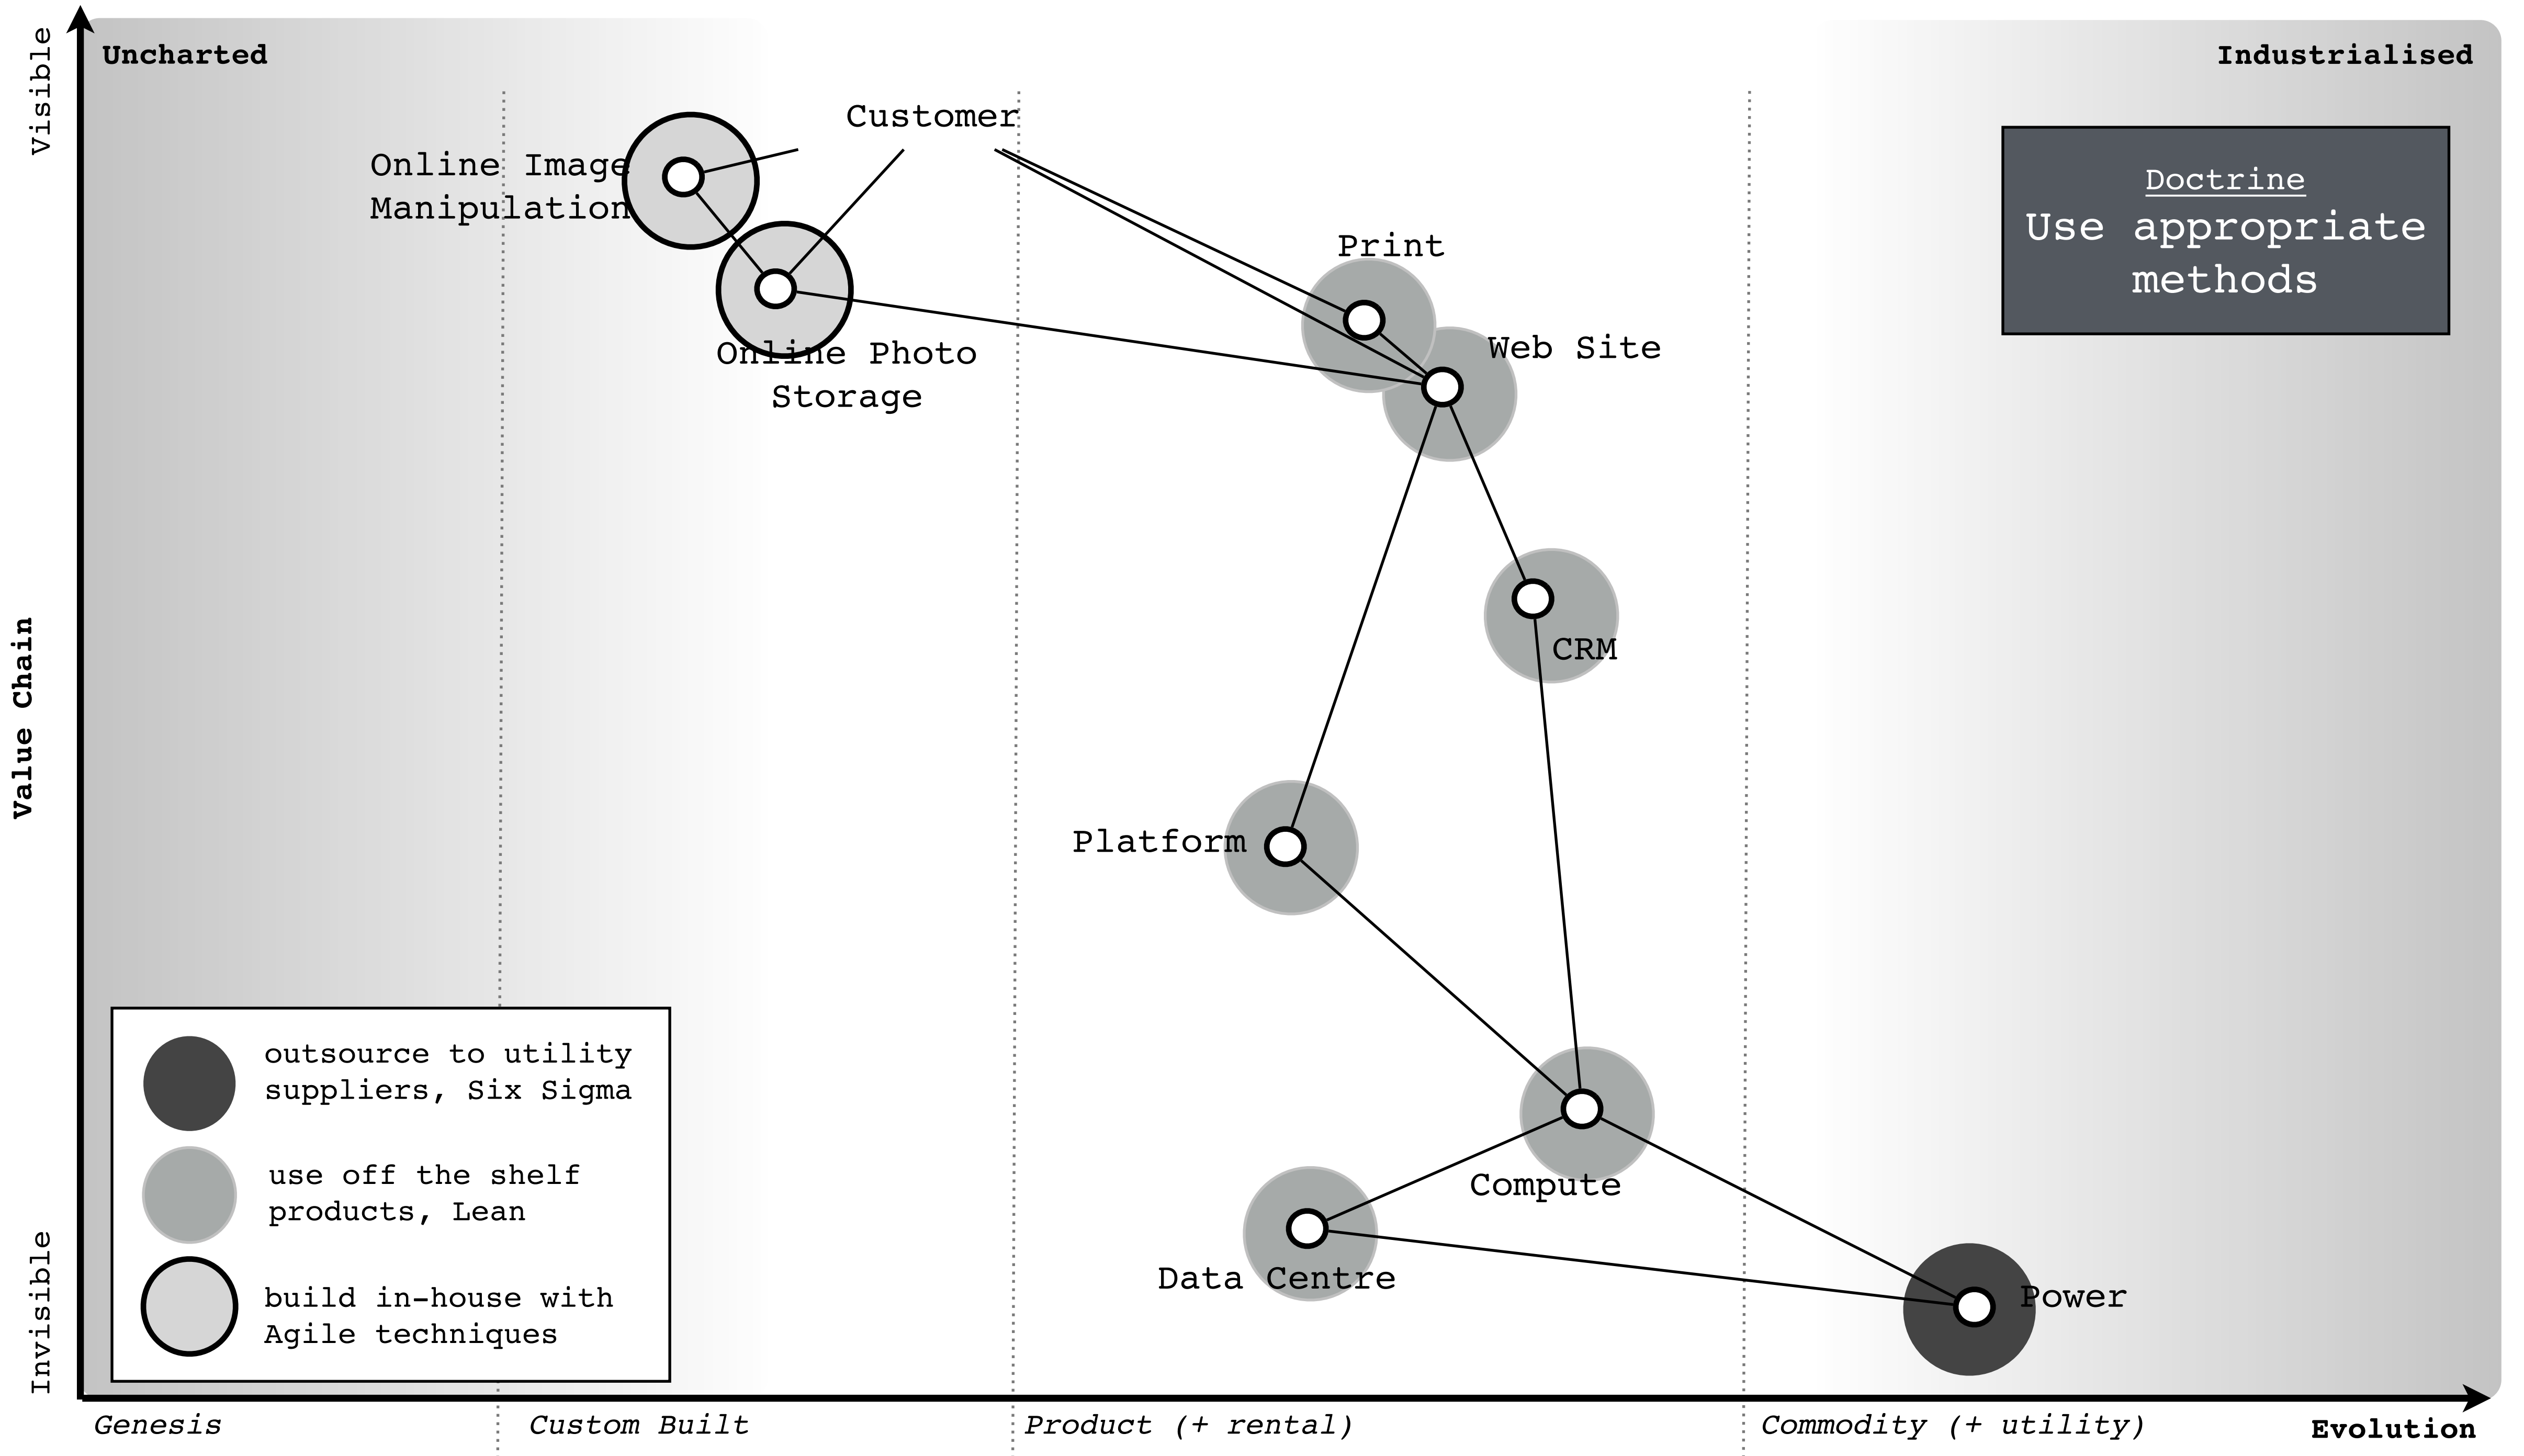 Visible
Uncharted
Industrialised
Customer
Online Image
Manipulation
Doctrine
Use appropriate
methods
Print
Web Site
Online Photo
Storage
CRM
Value Chain
Platform
outsource to utility
suppliers, Six Sigma
use off the shelf
products, Lean
build in-house with
Agile techniques
Compute
Data Centre
Power
Invisible
Genesis
Custom Built
Product (+ rental)
Commodity (+ utility)
Evolution